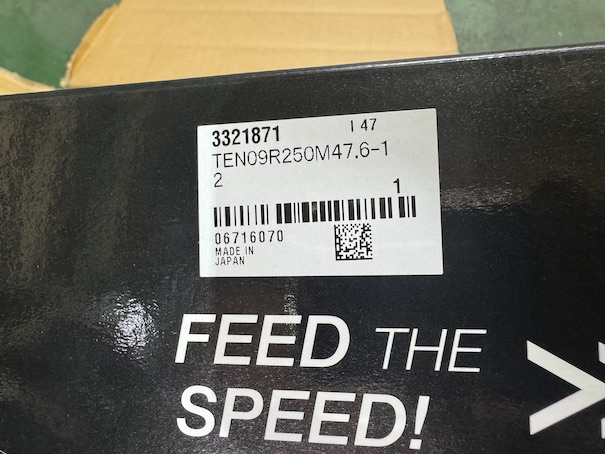 3321871 I 47
TEN09R250M47.6-1
2
1
06716070
MADE IN
JAPAN
FEED THE
SPEED!